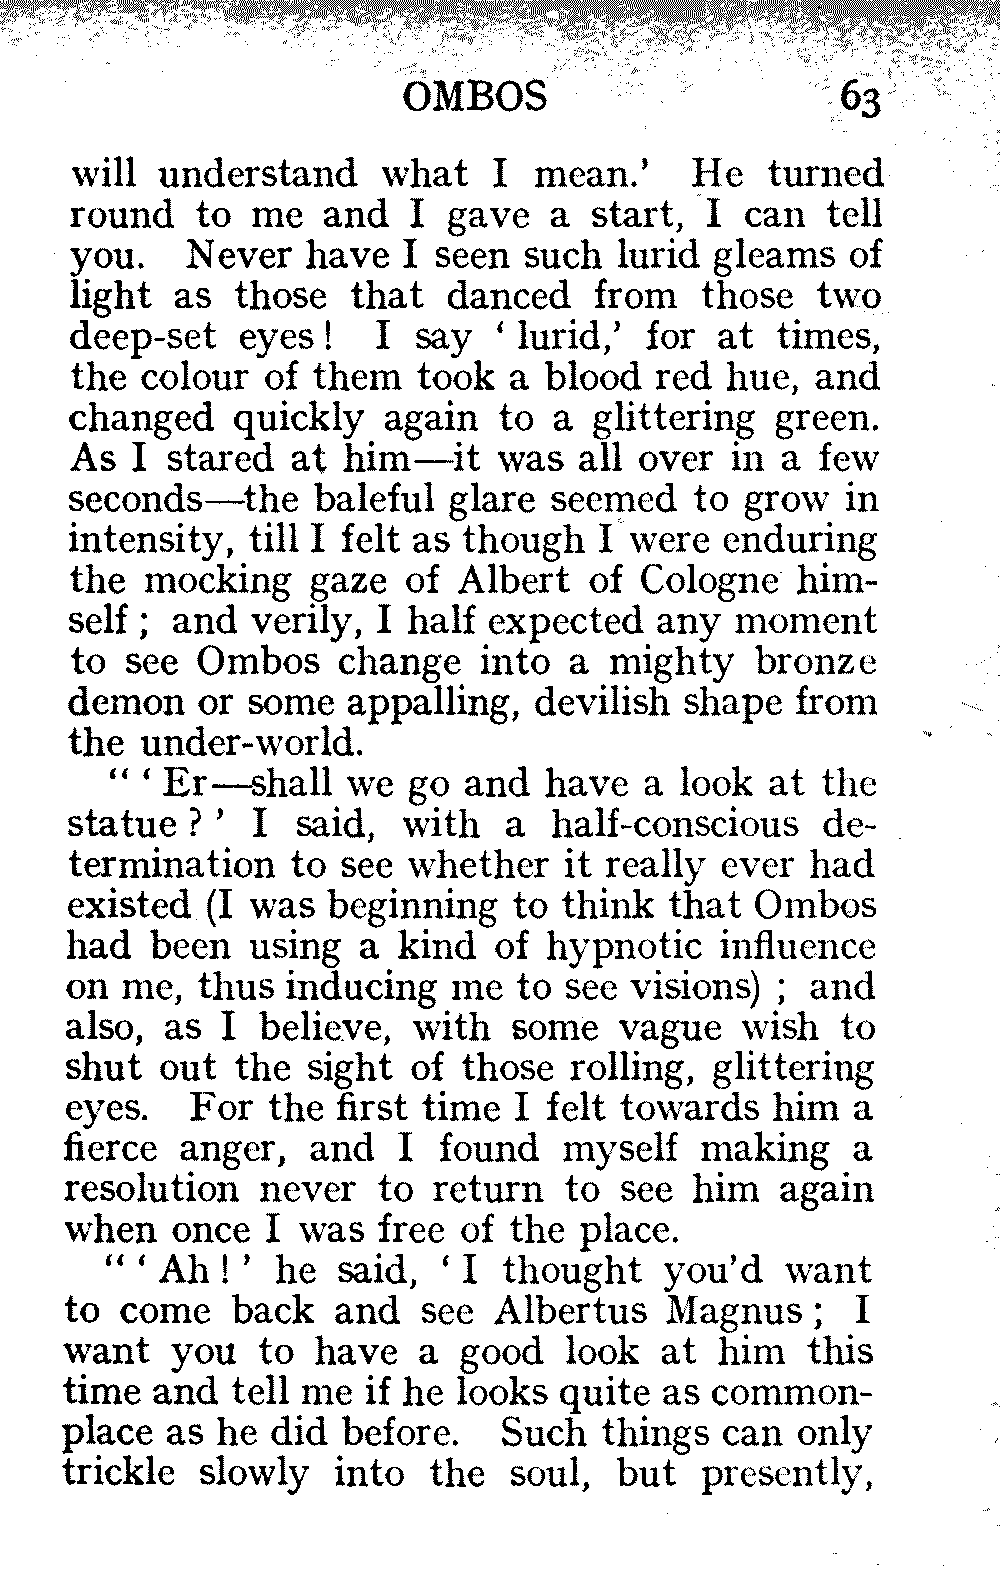 OMBOS 63
will understand what I mean.' He turned
round to me and I gave a start, I can tell
you. Never have I seen such lurid gleams of
light as those that danced from those two
deep-set eyes! I say 'lurid,' for at times,
the colour of them took a blood red hue, and
changed quickly again to a glittering green.
As I stared at him—it was all over in a few
seconds—the baleful glare seemed to grow in
intensity, till I felt as though I were enduring
the mocking gaze of Albert of Cologne him-
self; and verily, I half expected any moment
to see Ombos change into a mighty bronze
demon or some appalling, devilish shape from
the under-world.
"'Er—shall we go and have a look at the
statue?' I said, with a half-conscious de-
termination to see whether it really ever had
existed (I was beginning to think that Ombos
had been using a kind of hypnotic influence
on me, thus inducing me to see visions); and
also, as I believe, with some vague wish to
shut out the sight of those rolling, glittering
eyes. For the first time I felt towards him a
fierce anger, and I found myself making a
resolution never to return to see him again
when once I was free of the place.
"'Ah!' he said, 'I thought you'd want
to come back and see Albertus Magnus; I
want you to have a good look at him this
time and tell me if he looks quite as common-
place as he did before. Such things can only
trickle slowly into the soul, but presently,